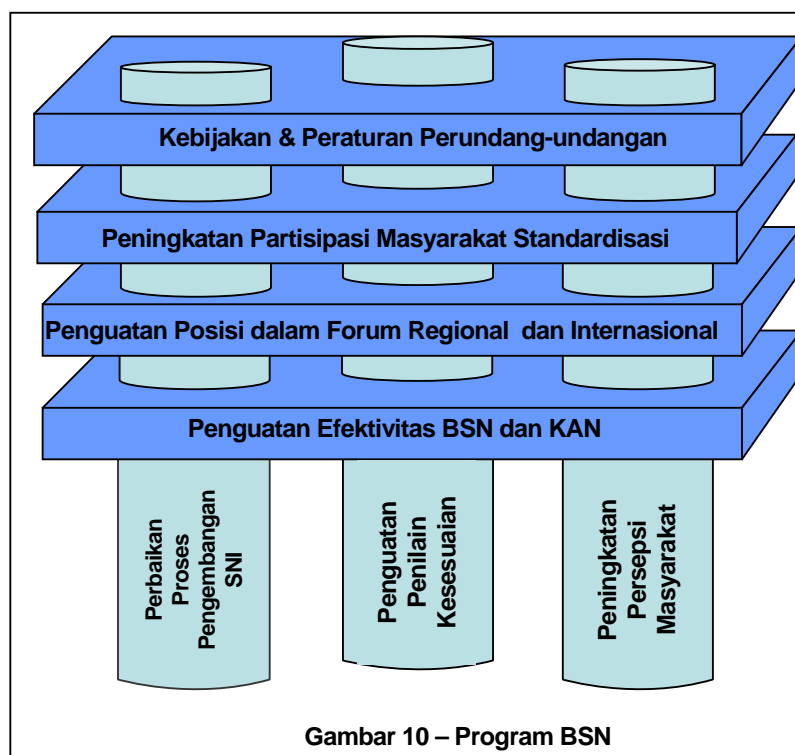 Kebijakan & Peraturan Perundang-undangan
Peningkatan Partisipasi Masyarakat Standardisasi
Penguatan Posisi dalam Forum Regional dan Internasional
Penguatan Efektivitas BSN dan KAN
Perbaikan
Proses
Pengembangan
SNI
Penguatan
Penilain
Kesesuaian
Peningkatan
Persepsi
Masyarakat
Gambar 10 – Program BSN